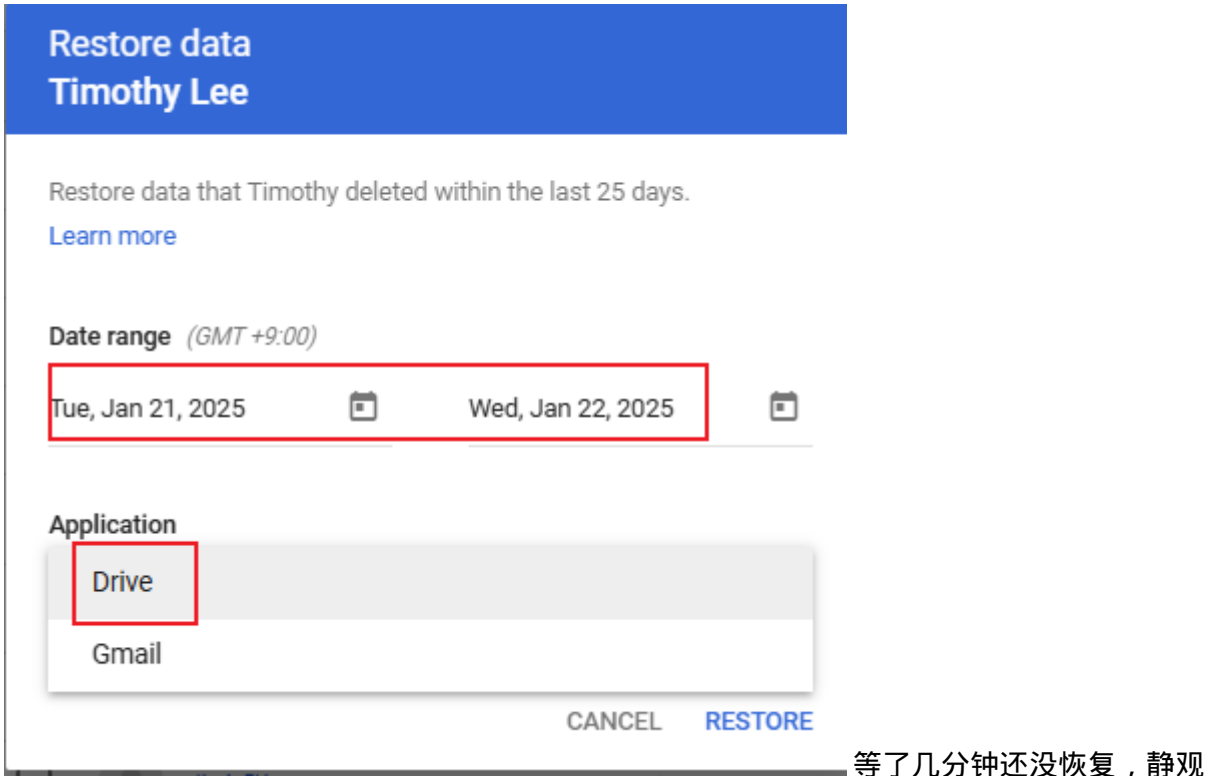 Restore data
Timothy Lee
Restore data that Timothy deleted within the last 25 days.
Learn more
Date range (GMT +9:00)
Tue, Jan 21, 2025 Wed, Jan 22, 2025
Application
Drive
Gmail
CANCEL RESTORE
等了几分钟还没恢复，静观